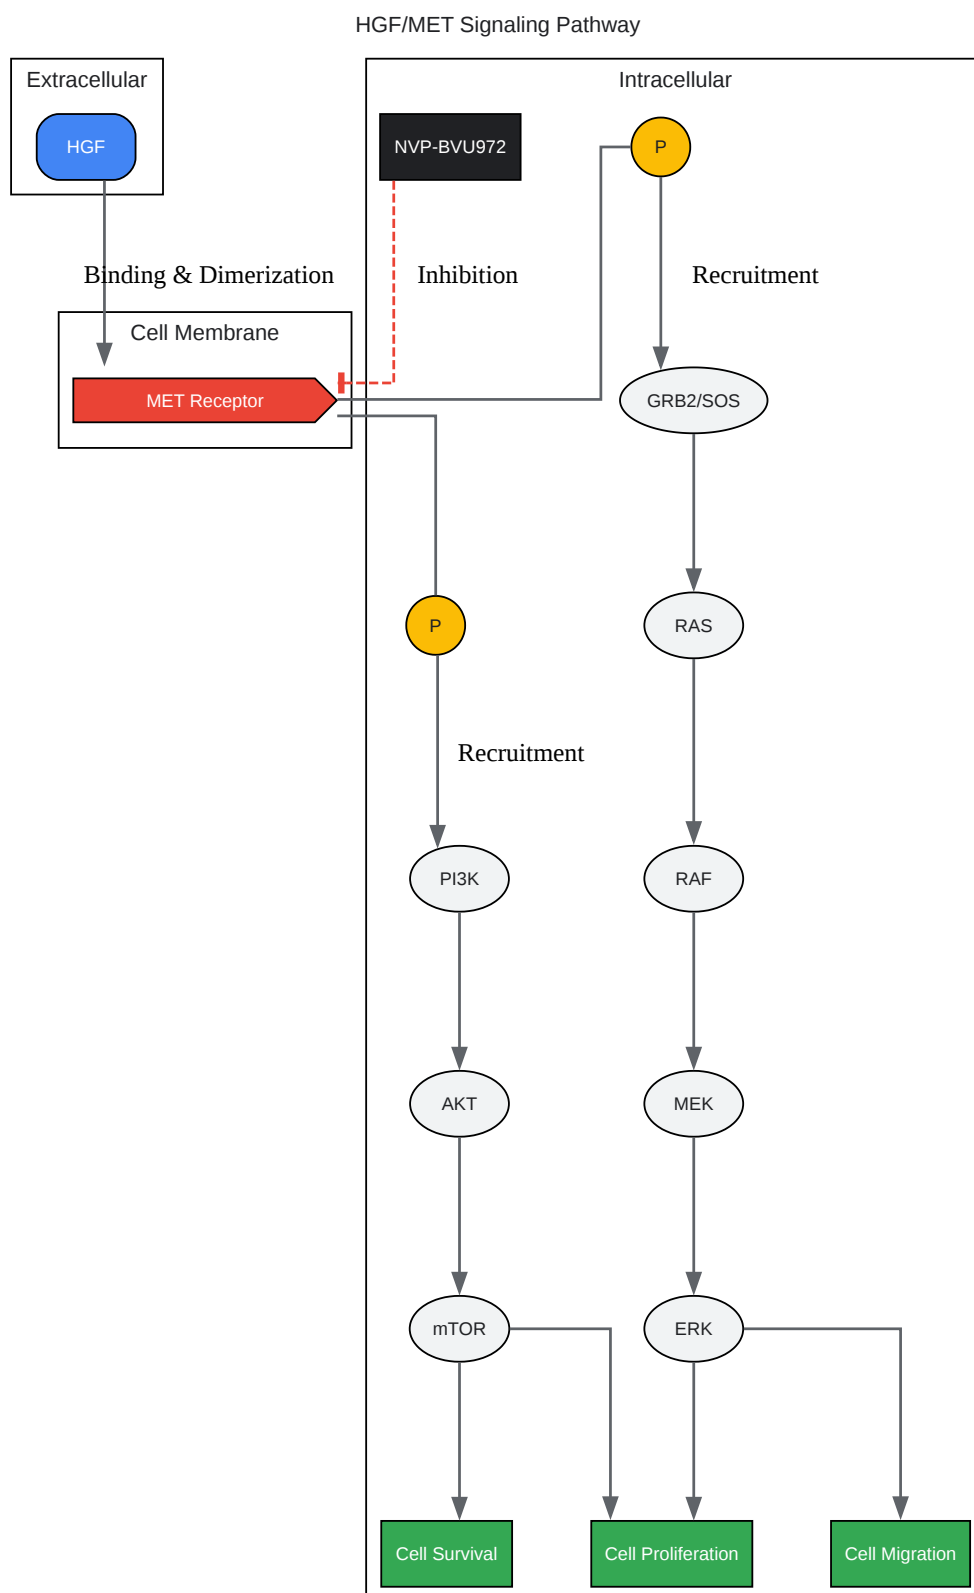 HGF/MET Signaling Pathway
Extracellular
Intracellular
HGF
NVP-BVU972
P
Binding & Dimerization
Inhibition
Recruitment
Cell Membrane
MET Receptor
GRB2/SOS
P
RAS
Recruitment
PI3K
RAF
AKT
MEK
mTOR
ERK
Cell Survival
Cell Proliferation
Cell Migration